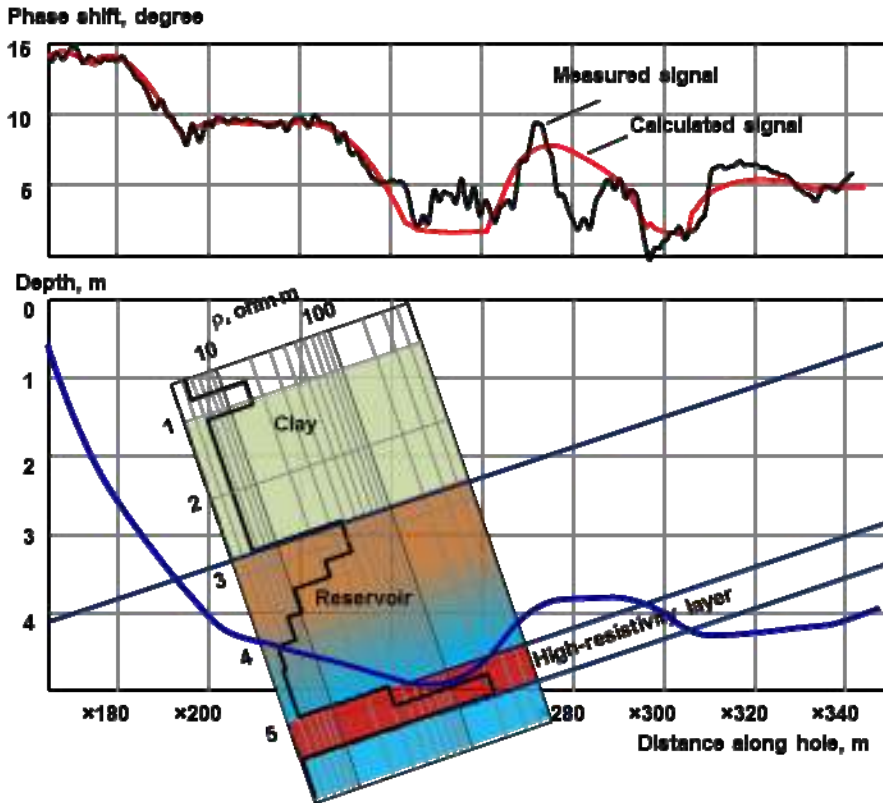 Phase shift, degree
15
10
5
Measured signal
Calculated signal
Depth, m
0
1
2
3
4
ρ, ohm·m
10
100
1
2
3
4
5
Clay
Reservoir
High-resistivity layer
×180
×200
280
×300
×320
×340
Distance along hole, m